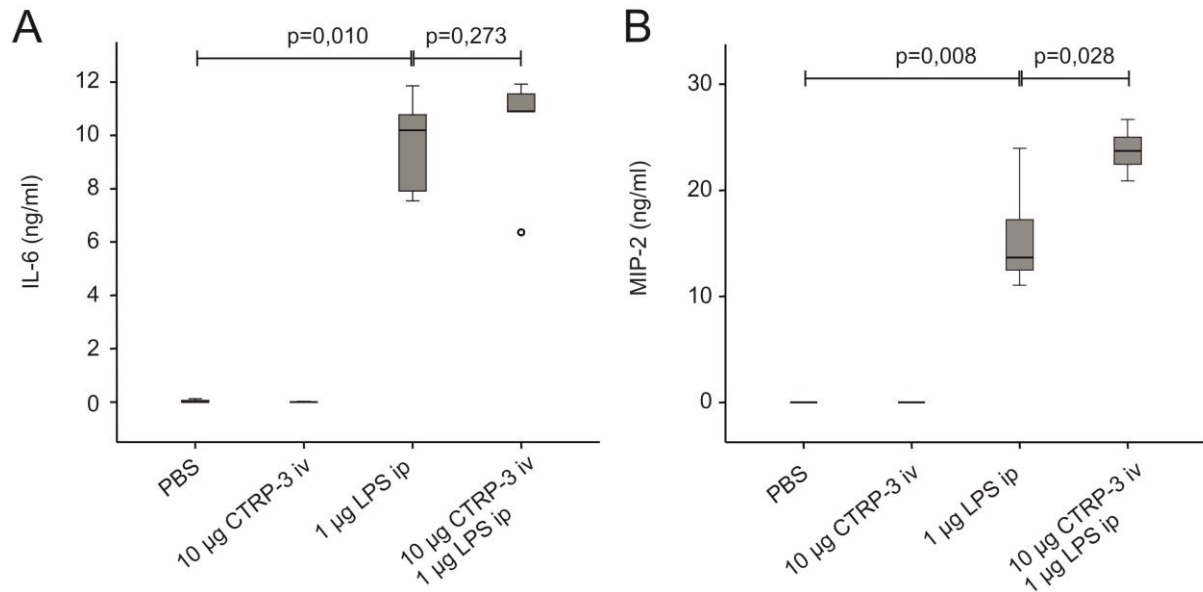 A
p=0,010
p=0,273
IL-6 (ng/ml)
12
10
8
6
4
2
0
PBS
10 µg CTRP-3 iv
1 µg LPS ip
10 µg CTRP-3 iv
1 µg LPS ip
B
p=0,008
p=0,028
MIP-2 (ng/ml)
30
20
10
0
PBS
10 µg CTRP-3 iv
1 µg LPS ip
10 µg CTRP-3 iv
1 µg LPS ip